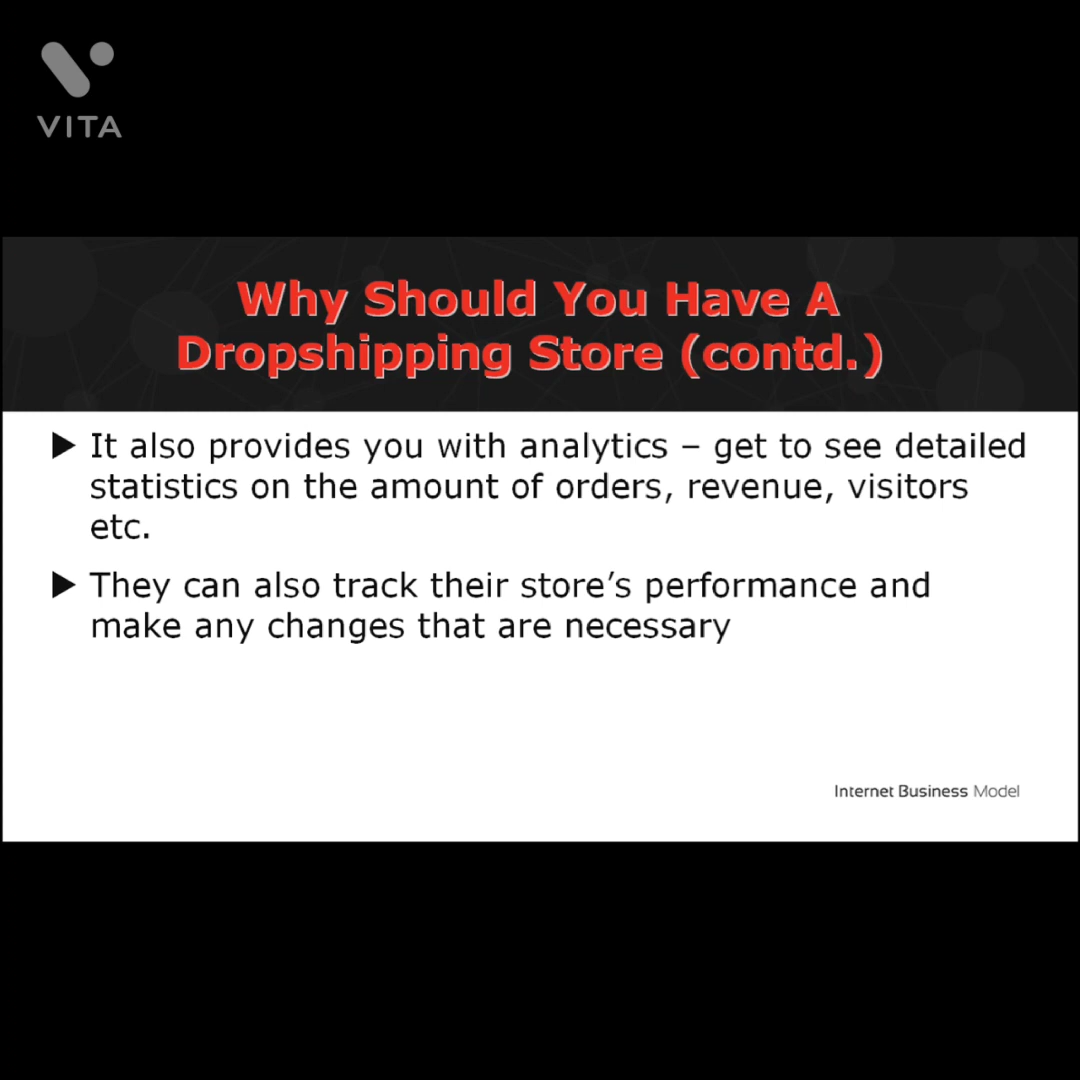 VITA
Why Should You Have A
Dropshipping Store (contd.)
▶ It also provides you with analytics – get to see detailed
statistics on the amount of orders, revenue, visitors
etc.
▶ They can also track their store’s performance and
make any changes that are necessary
Internet Business Model